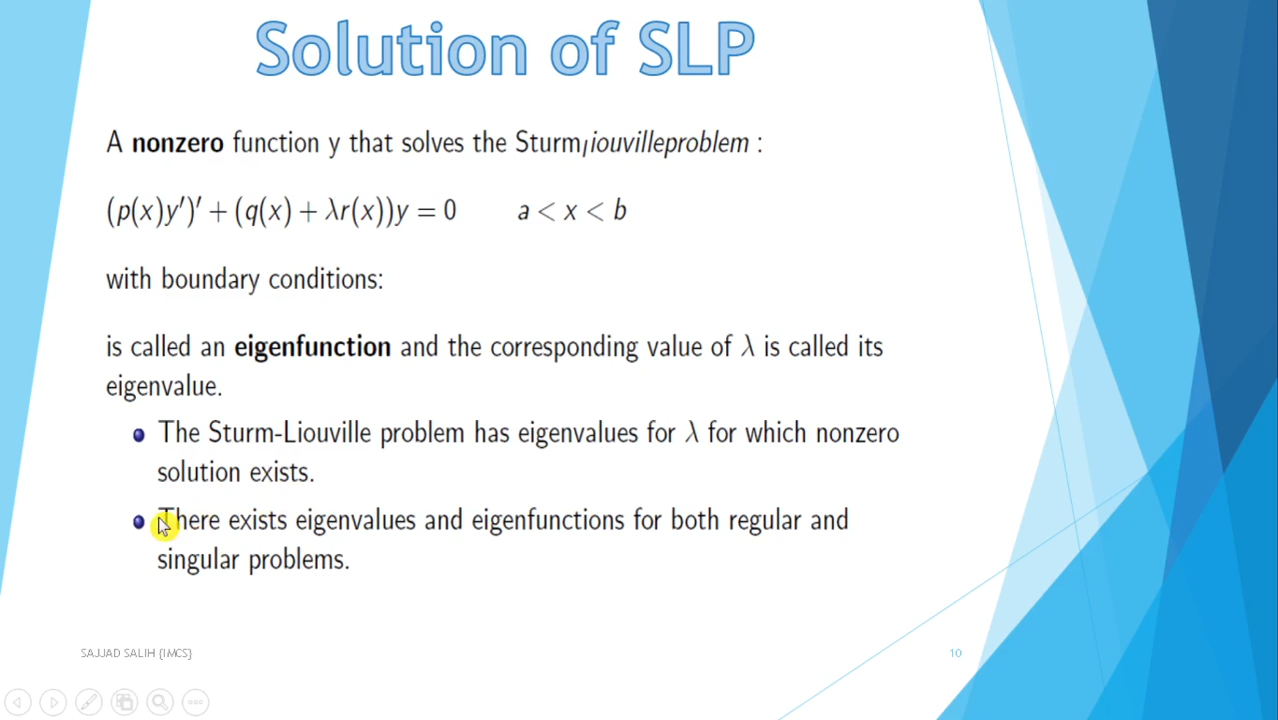 Solution of SLP
A nonzero function y that solves the Sturm_liouvilleproblem :
(p(x)y′)′ + (q(x) + λr(x))y = 0 a < x < b
with boundary conditions:
is called an eigenfunction and the corresponding value of λ is called its
eigenvalue.
The Sturm-Liouville problem has eigenvalues for λ for which nonzero
solution exists.
There exists eigenvalues and eigenfunctions for both regular and
singular problems.
SAJJAD SALIH {IMCS}
10